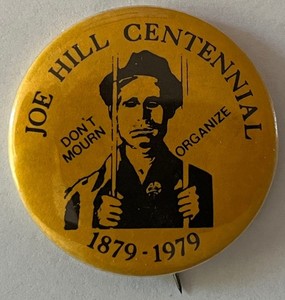 JOE HILL CENTENNIAL
DON'T
MOURN
ORGANIZE
1879-1979